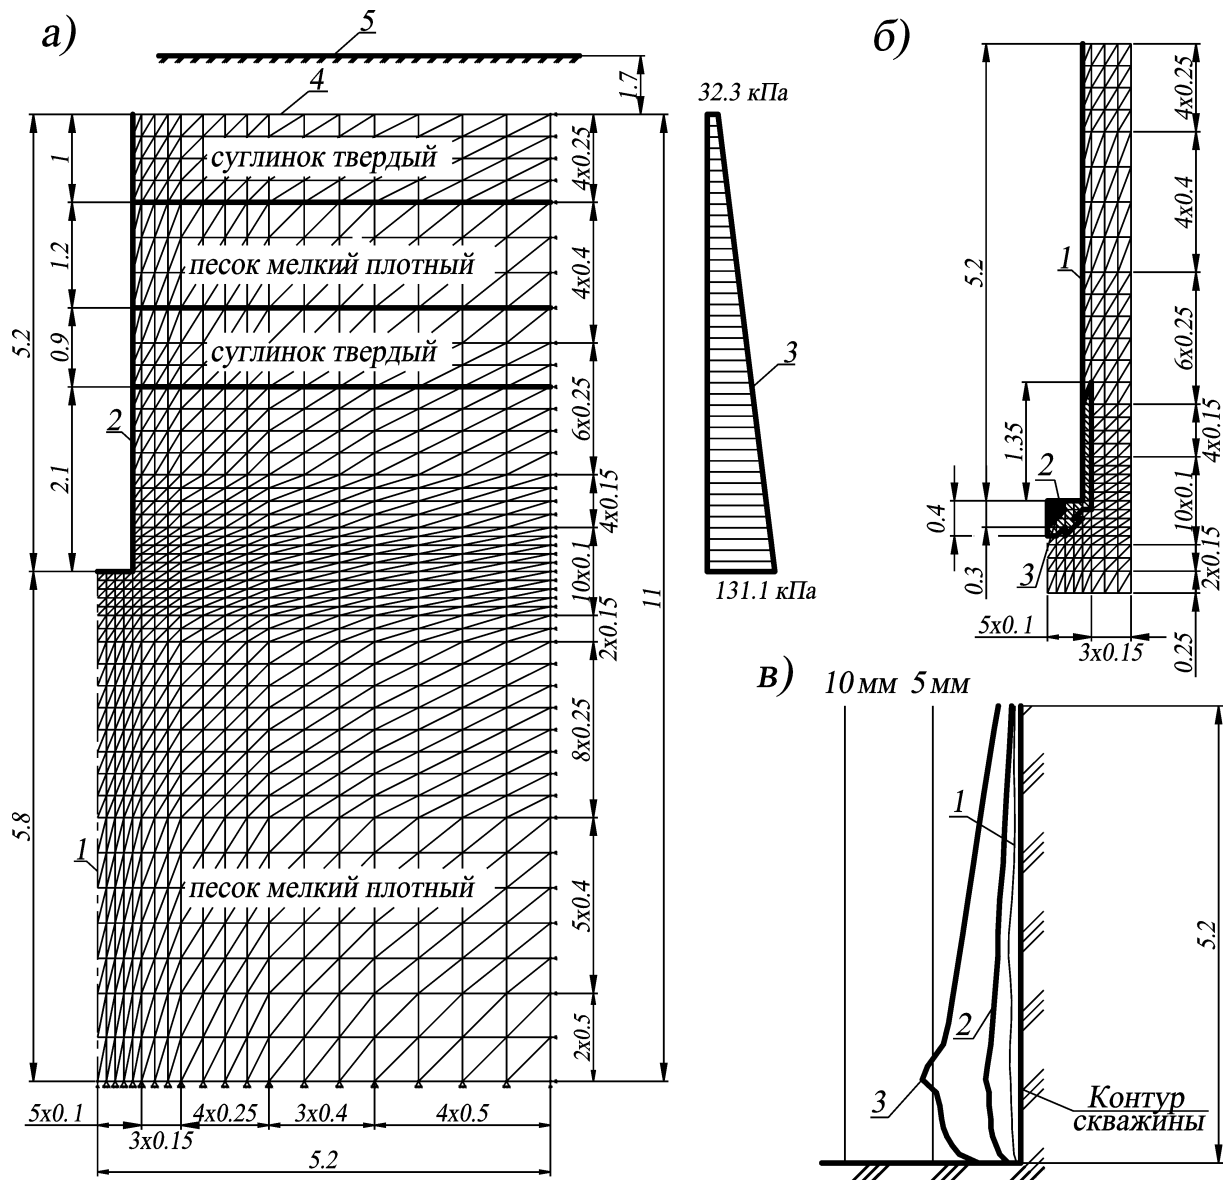 а)
5
1.7
4
32.3 кПа
суглинок твердый
песок мелкий плотный
суглинок твердый
1
1.2
0.9
2.1
5.2
5.8
2
1
4x0.25
4x0.4
6x0.25
4x0.15
10x0.1
2x0.15
8x0.25
5x0.4
2x0.5
11
3
131.1 кПа
песок мелкий плотный
5x0.1
3x0.15
4x0.25
3x0.4
4x0.5
5.2
б)
5.2
1
1.35
2
0.4
0.3
3
4x0.25
4x0.4
6x0.25
4x0.15
10x0.1
2x0.15
0.25
5x0.1
3x0.15
в)
10 мм 5 мм
1
2
3
5.2
Контур
скважины